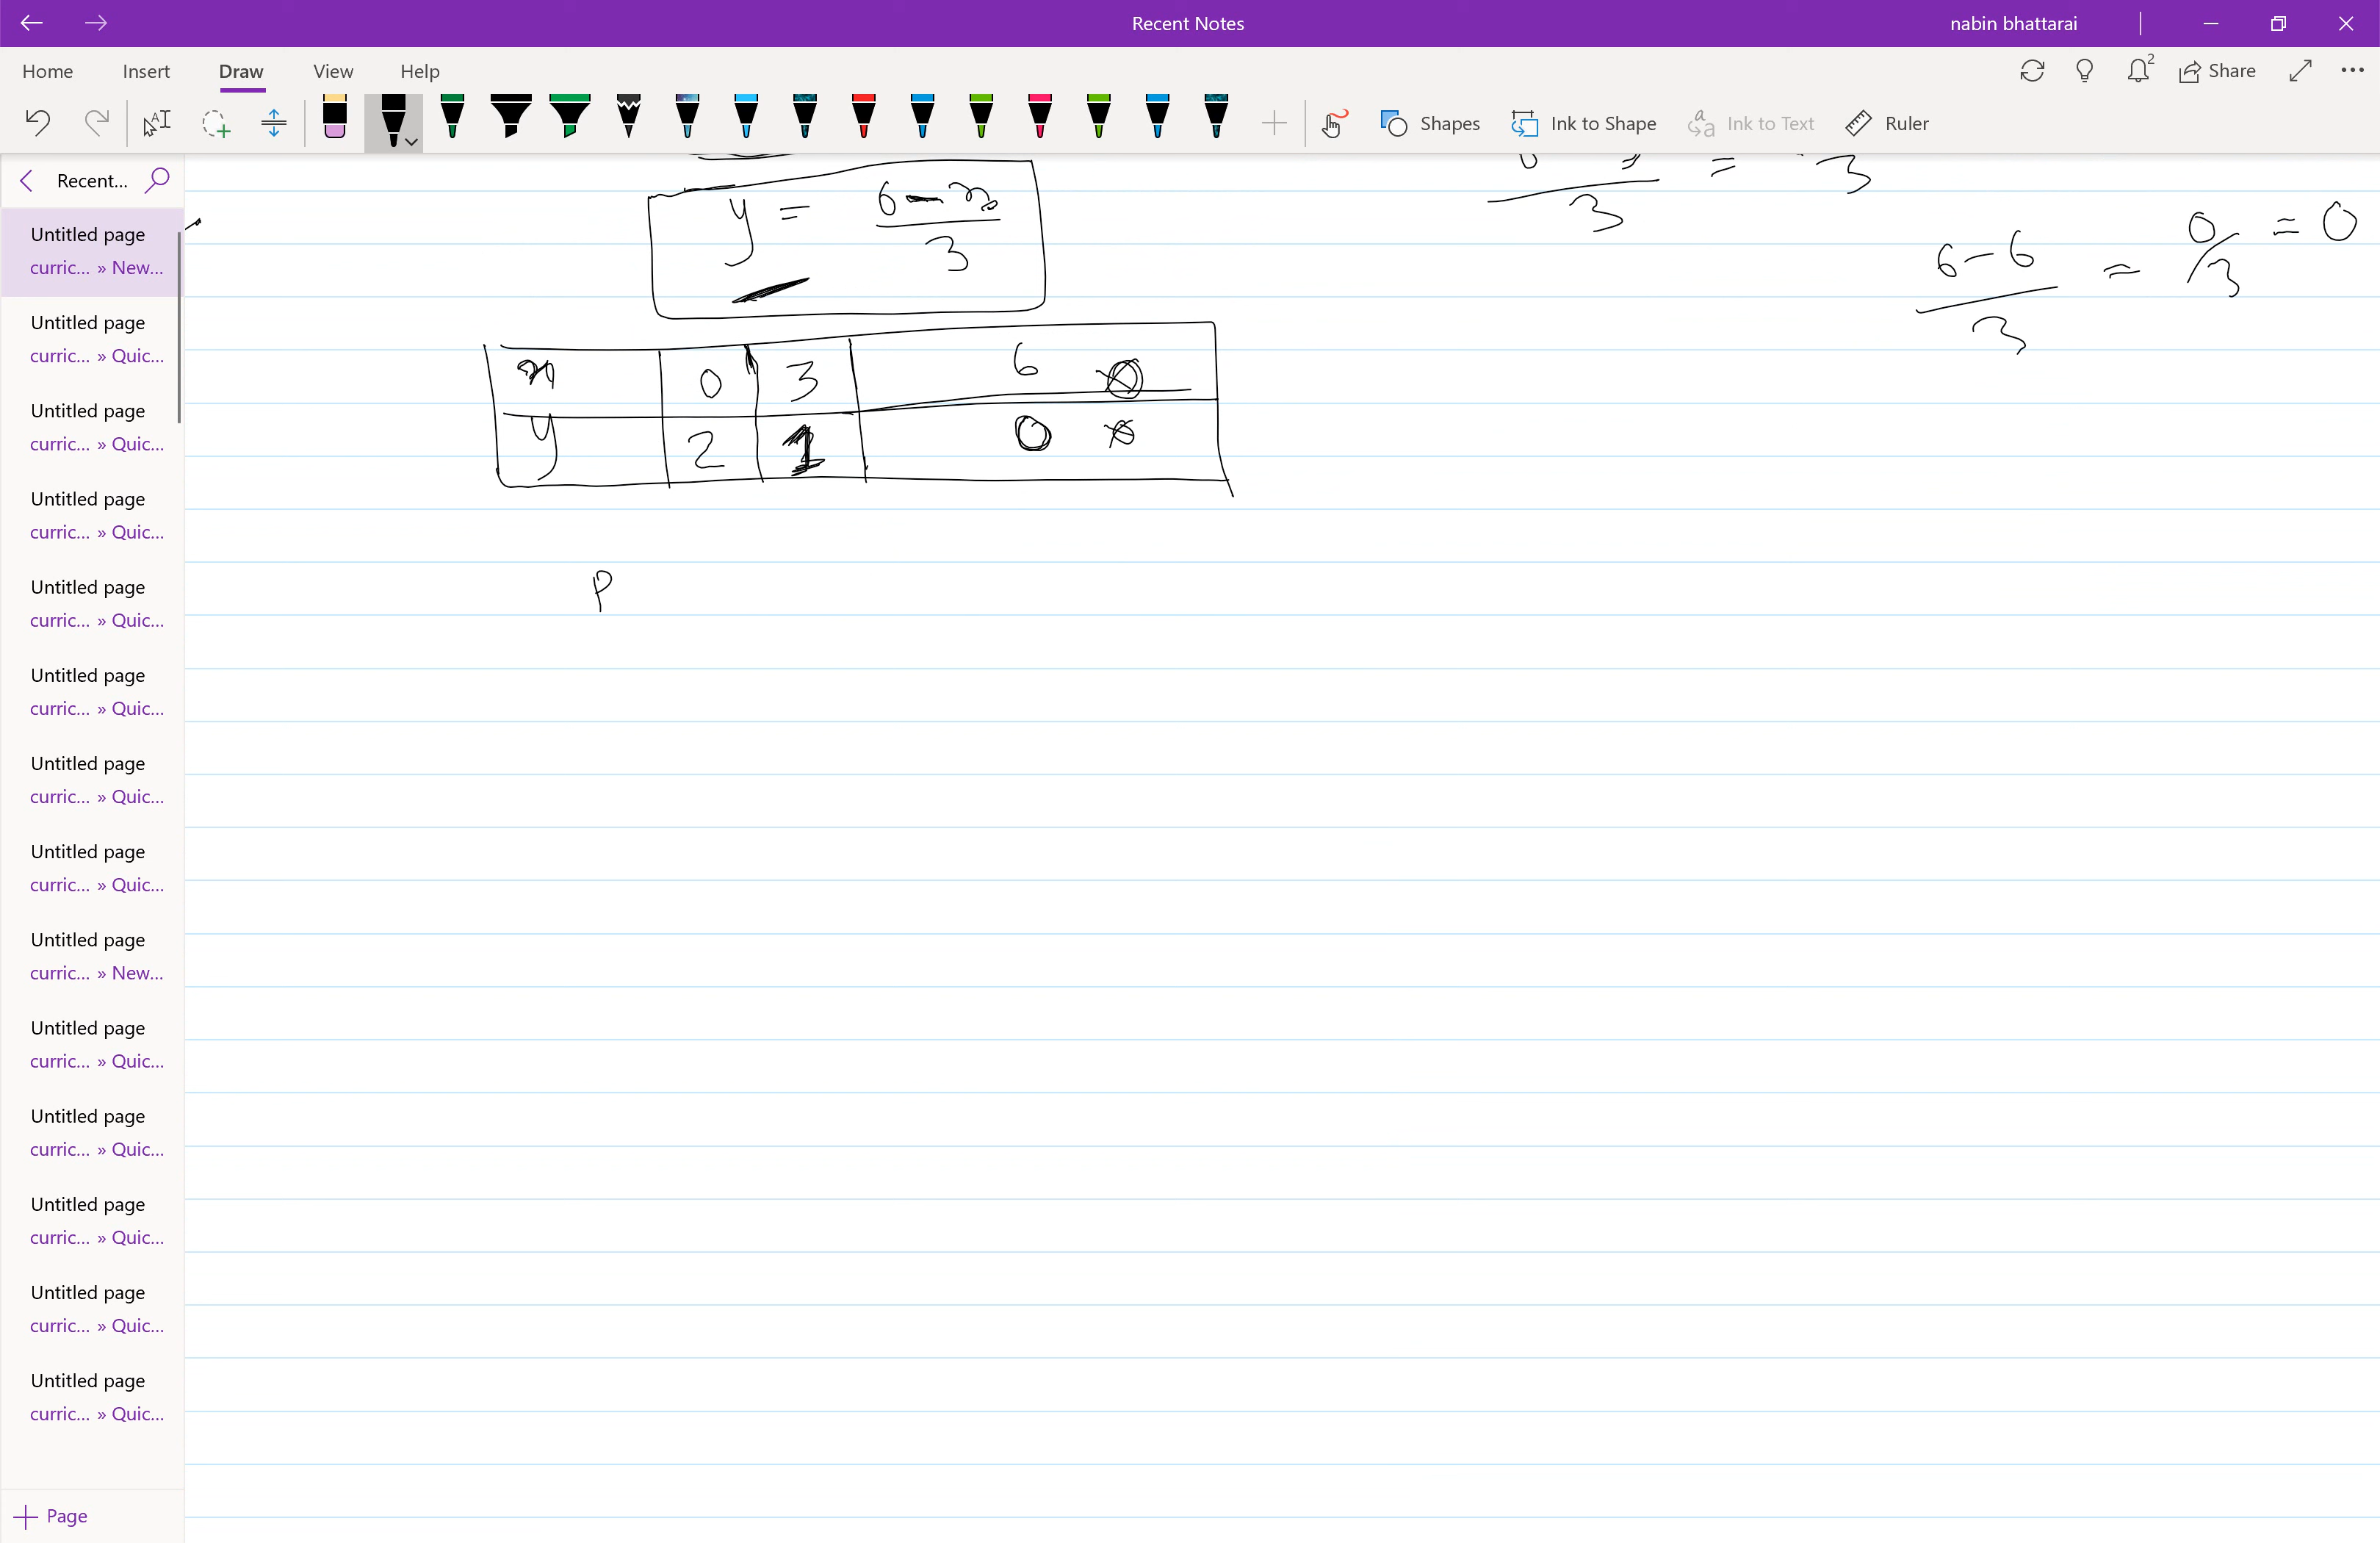 Recent Notes
nabin bhattarai
Home Insert Draw View Help
2
Share
Shapes
Ink to Shape
Ink to Text
Ruler
Recent...
Untitled page
curric... » New...
Untitled page
curric... » Quic...
Untitled page
curric... » Quic...
Untitled page
curric... » Quic...
Untitled page
curric... » Quic...
Untitled page
curric... » Quic...
Untitled page
curric... » Quic...
Untitled page
curric... » Quic...
Untitled page
curric... » New...
Untitled page
curric... » Quic...
Untitled page
curric... » Quic...
Untitled page
curric... » Quic...
Untitled page
curric... » Quic...
Untitled page
curric... » Quic...
Page
y = 6-x/3
6-6/3 = 0/3 = 0
x 0 3 6
y 2 1 0
P